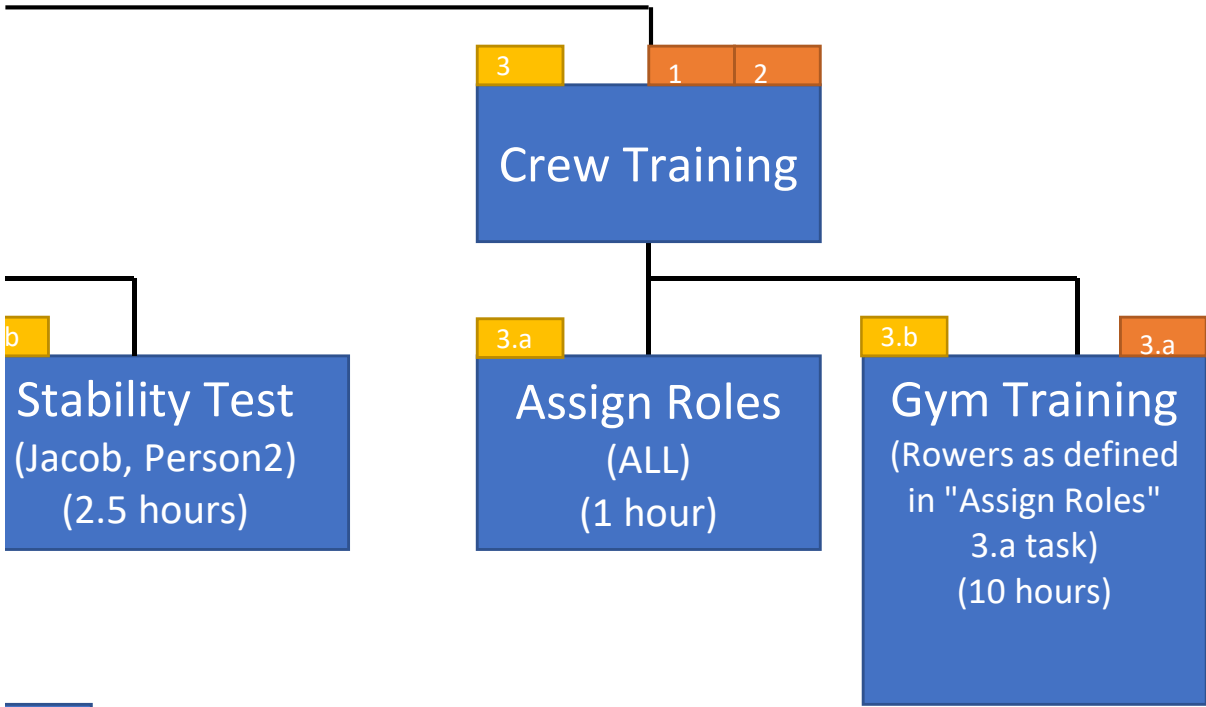 3
1
2
Crew Training
b
Stability Test
(Jacob, Person2)
(2.5 hours)
3.a
Assign Roles
(ALL)
(1 hour)
3.b
3.a
Gym Training
(Rowers as defined
in "Assign Roles"
3.a task)
(10 hours)